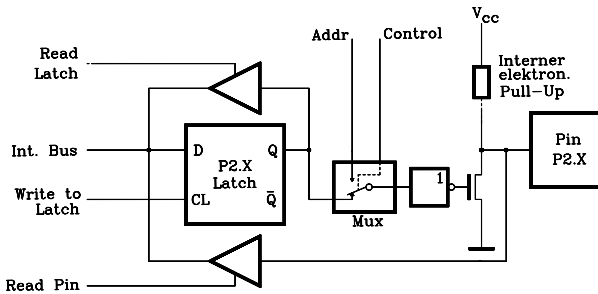 Read
Latch
Addr
Control
VCC
Interner
elektron.
Pull-Up
Int. Bus
D
Q
P2.X
Latch
Pin
P2.X
Write to
Latch
CL
Q̅
1
Mux
Read Pin